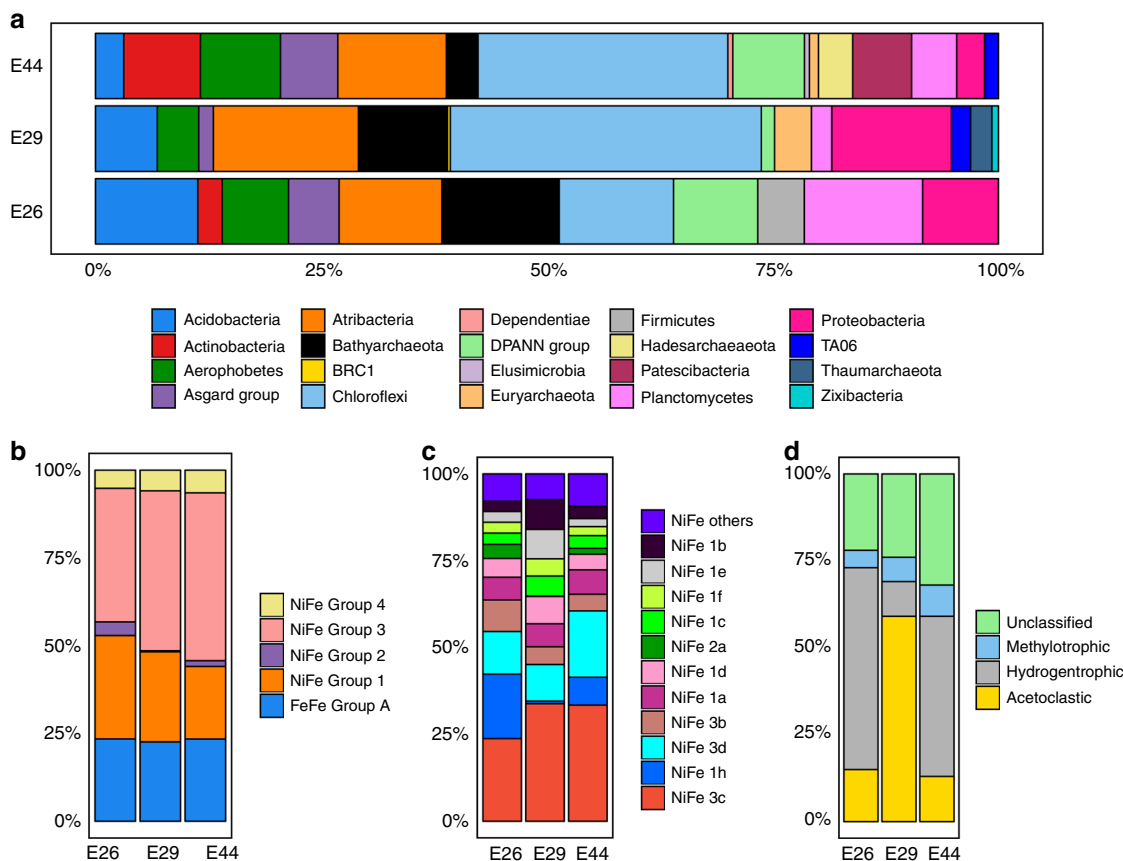 a
E44
E29
E26
0% 25% 50% 75% 100%
Acidobacteria Atribacteria Dependentiae Firmicutes Proteobacteria
Actinobacteria Bathyarchaeota DPANN group Hadesarchaeaeota TA06
Aerophobetes BRC1 Elusimicrobia Patescibacteria Thaumarchaeota
Asgard group Chloroflexi Euryarchaeota Planctomycetes Zixibacteria
b
100%
75%
50%
25%
0%
E26 E29 E44
NiFe Group 4
NiFe Group 3
NiFe Group 2
NiFe Group 1
FeFe Group A
c
100%
75%
50%
25%
0%
E26 E29 E44
NiFe others
NiFe 1b
NiFe 1e
NiFe 1f
NiFe 1c
NiFe 2a
NiFe 1d
NiFe 1a
NiFe 3b
NiFe 3d
NiFe 1h
NiFe 3c
d
100%
75%
50%
25%
0%
E26 E29 E44
Unclassified
Methylotrophic
Hydrogentrophic
Acetoclastic